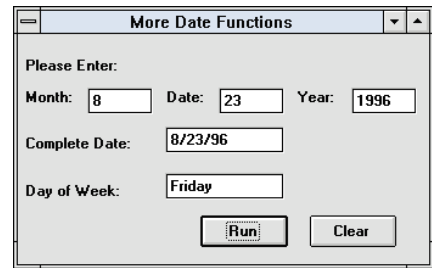 More Date Functions
Please Enter:
Month: 8 Date: 23 Year: 1996
Complete Date: 8/23/96
Day of Week: Friday
Run Clear